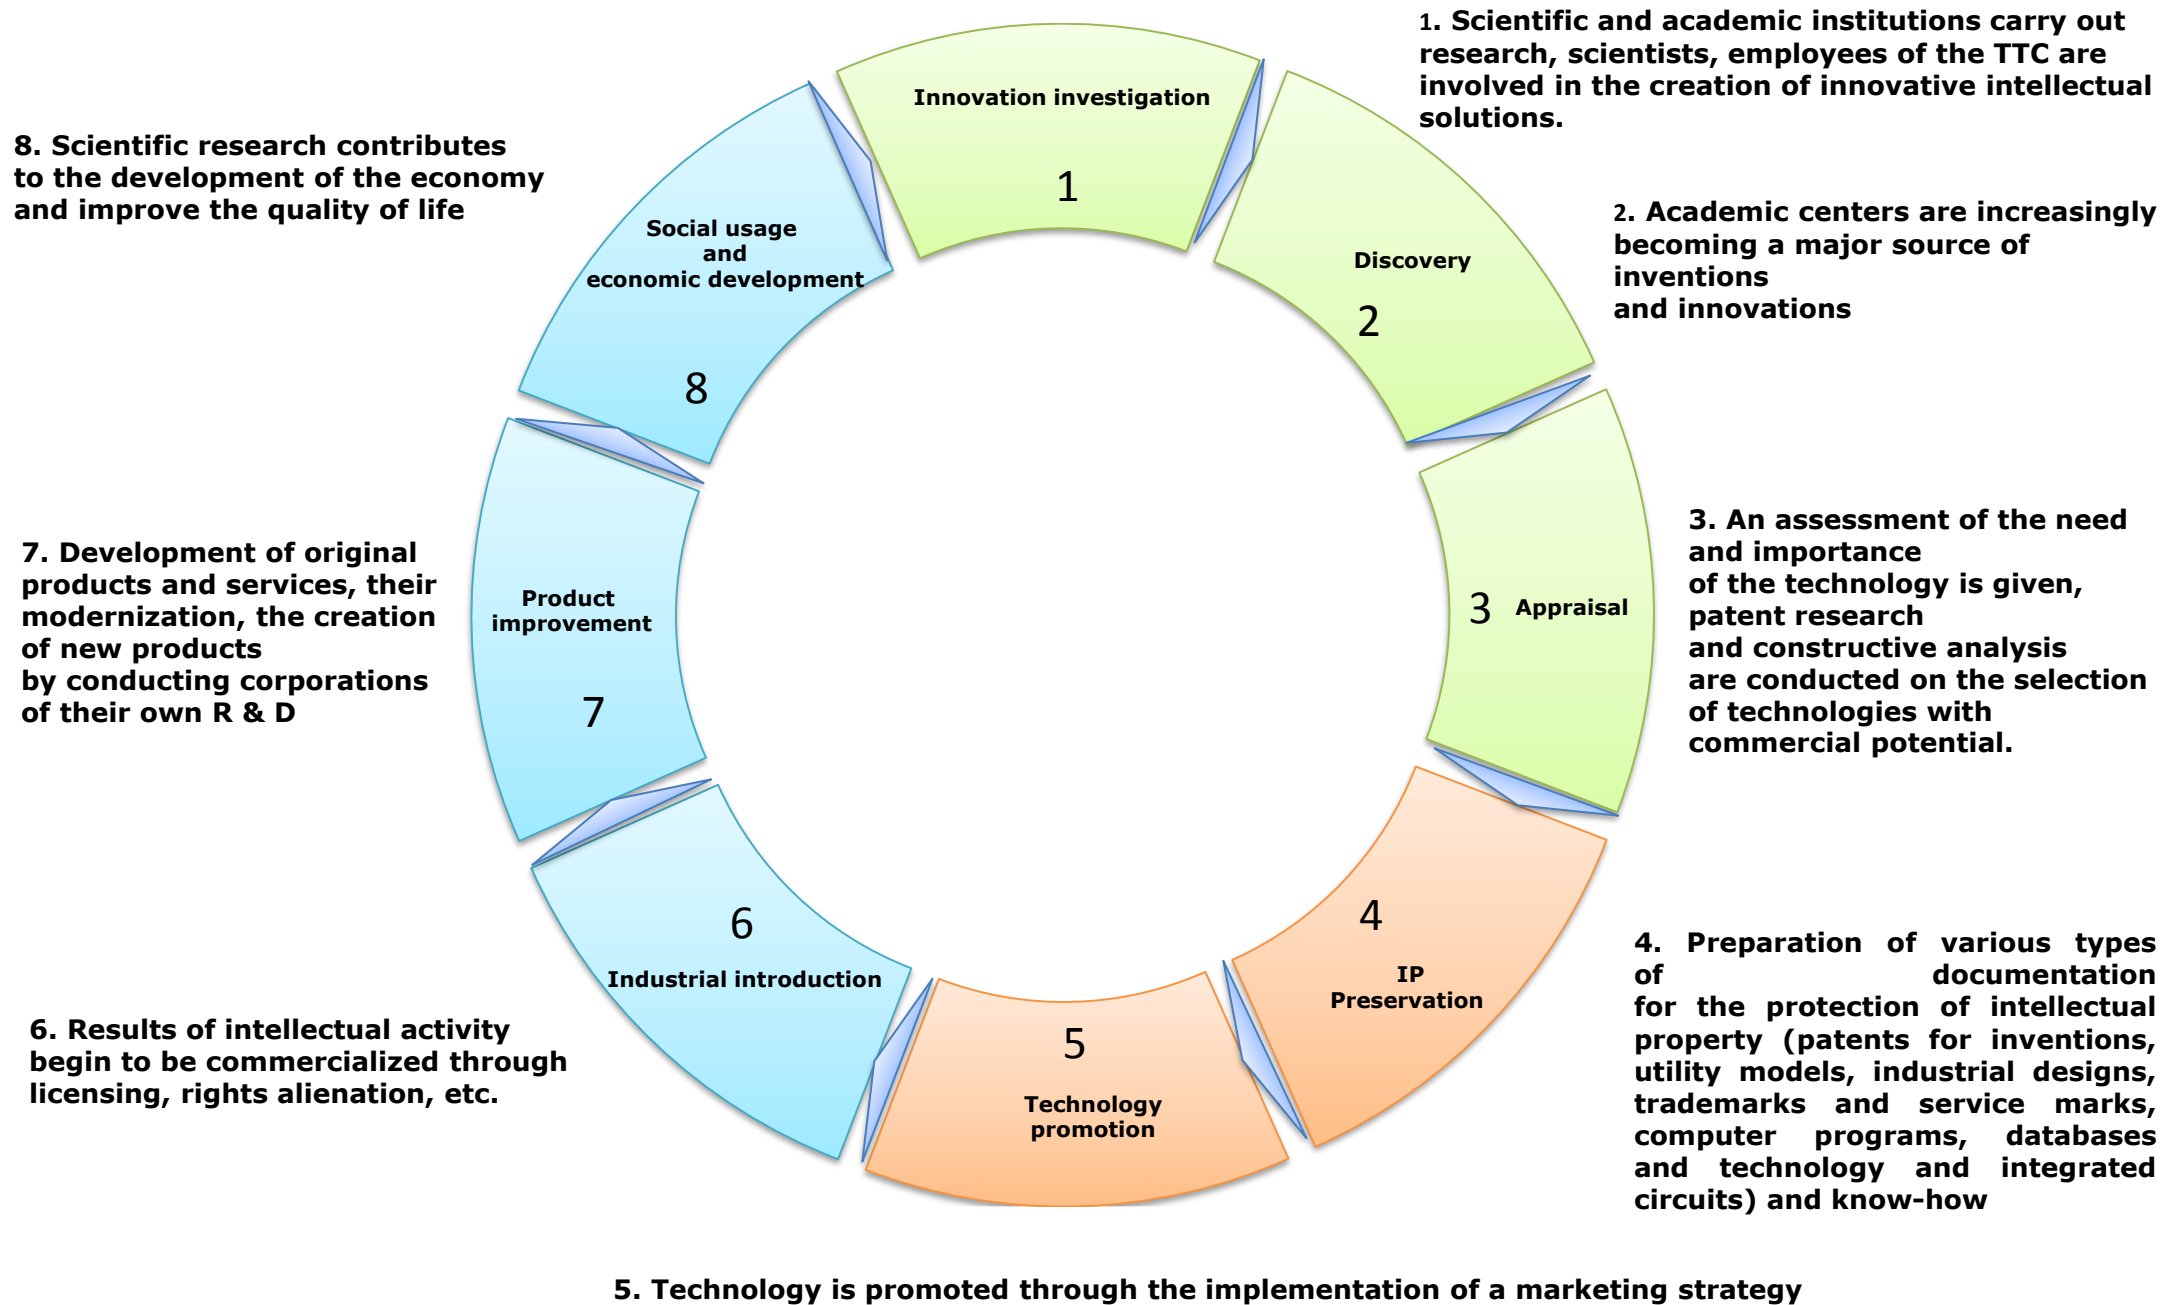 1. Scientific and academic institutions carry out
research, scientists, employees of the TTC are
involved in the creation of innovative intellectual
solutions.
Innovation investigation
1
8. Scientific research contributes
to the development of the economy
and improve the quality of life
2. Academic centers are increasingly
becoming a major source of
inventions
and innovations
Social usage
and
economic development
8
Discovery
2
3. An assessment of the need
and importance
of the technology is given,
patent research
and constructive analysis
are conducted on the selection
of technologies with
commercial potential.
7. Development of original
products and services, their
modernization, the creation
of new products
by conducting corporations
of their own R & D
Product
improvement
7
3 Appraisal
4
IP
Preservation
6
Industrial introduction
4. Preparation of various types
of documentation
for the protection of intellectual
property (patents for inventions,
utility models, industrial designs,
trademarks and service marks,
computer programs, databases
and technology and integrated
circuits) and know-how
6. Results of intellectual activity
begin to be commercialized through
licensing, rights alienation, etc.
5
Technology
promotion
5. Technology is promoted through the implementation of a marketing strategy